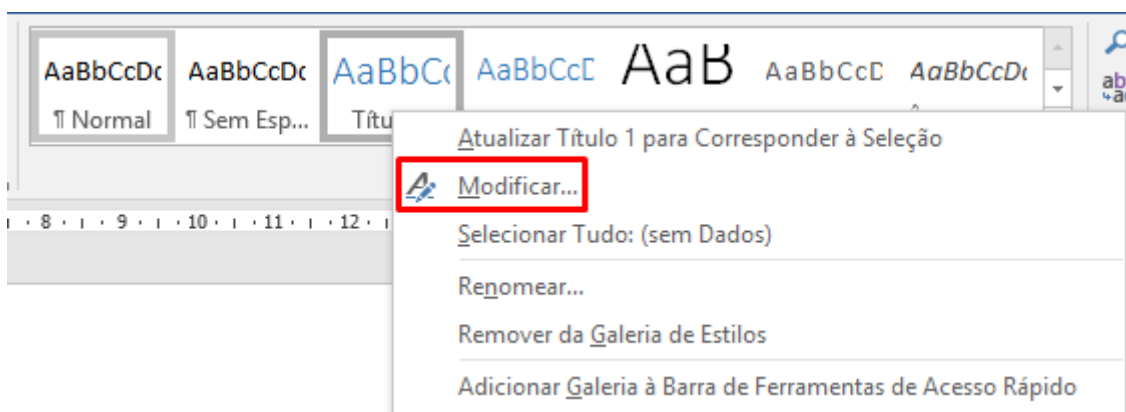 AaBbCcDc AaBbCcDc AaBbC( AaBbCcD AaB AaBbCcD AaBbCcDc
¶ Normal ¶ Sem Esp... Títu
Atualizar Título 1 para Corresponder à Seleção
Modificar...
8 · 9 · 10 · 11 · 12
Selecionar Tudo: (sem Dados)
Renomear...
Remover da Galeria de Estilos
Adicionar Galeria à Barra de Ferramentas de Acesso Rápido